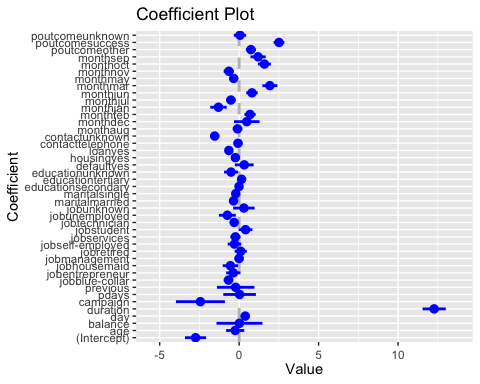 Coefficient Plot
poutcomeunknown
poutcomesuccess
poutcomeother
monthsep
monthoct
monthnov
monthmay
monthmar
monthjun
monthjul
monthjan
monthfeb
monthdec
monthaug
contactunknown
contacttelephone
loanyes
housingyes
defaultyes
educationunknown
educationtertiary
educationsecondary
maritalsingle
maritalmarried
jobunknown
jobunemployed
jobtechnician
jobstudent
jobservices
jobself-employed
jobretired
jobmanagement
jobhousemaid
jobentrepreneur
jobblue-collar
previous
pdays
campaign
duration
day
balance
age
(Intercept)
Coefficient
-5 0 5 10
Value